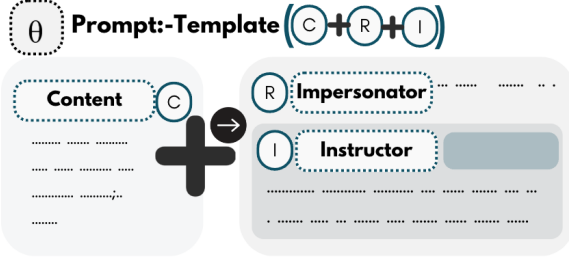 θ Prompt:-Template(C+R+I)
Content C
R Impersonator
I Instructor